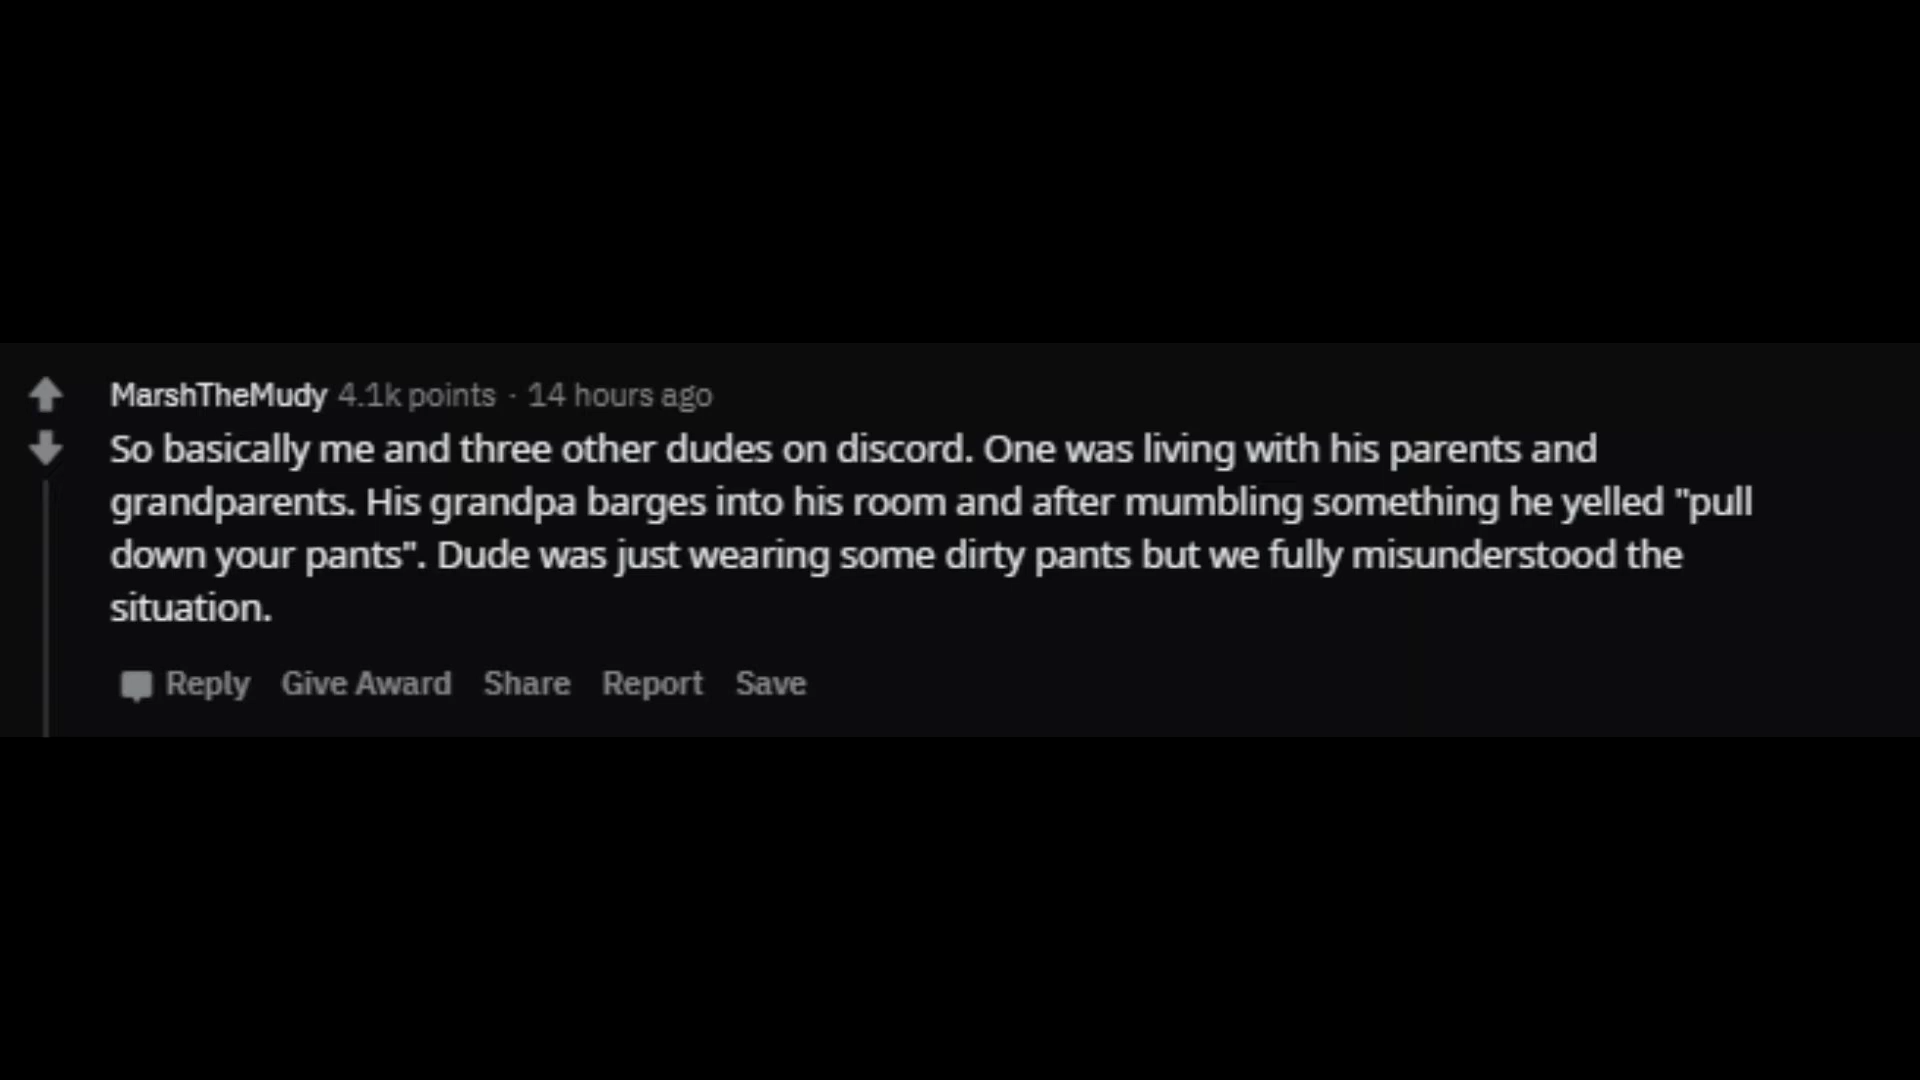 MarshTheMudy 4.1k points · 14 hours ago
So basically me and three other dudes on discord. One was living with his parents and
grandparents. His grandpa barges into his room and after mumbling something he yelled "pull
down your pants". Dude was just wearing some dirty pants but we fully misunderstood the
situation.
Reply Give Award Share Report Save